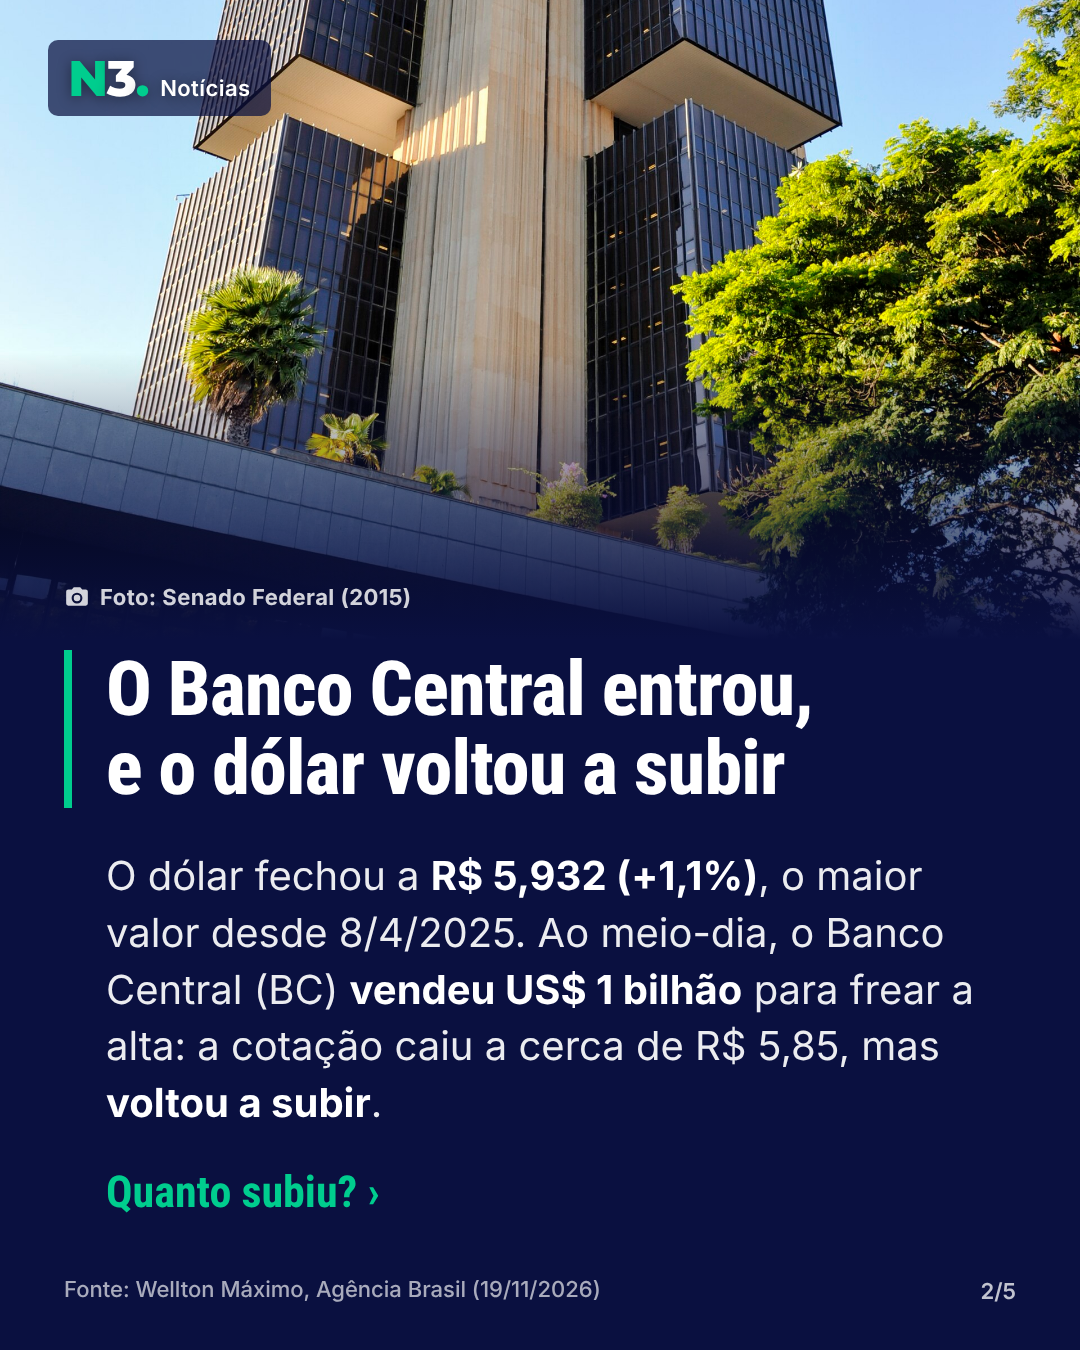 N3. Notícias
Foto: Senado Federal (2015)
O Banco Central entrou,
e o dólar voltou a subir
O dólar fechou a R$ 5,932 (+1,1%), o maior
valor desde 8/4/2025. Ao meio-dia, o Banco
Central (BC) vendeu US$ 1 bilhão para frear a
alta: a cotação caiu a cerca de R$ 5,85, mas
voltou a subir.
Quanto subiu? ›
Fonte: Wellton Máximo, Agência Brasil (19/11/2026)
2/5